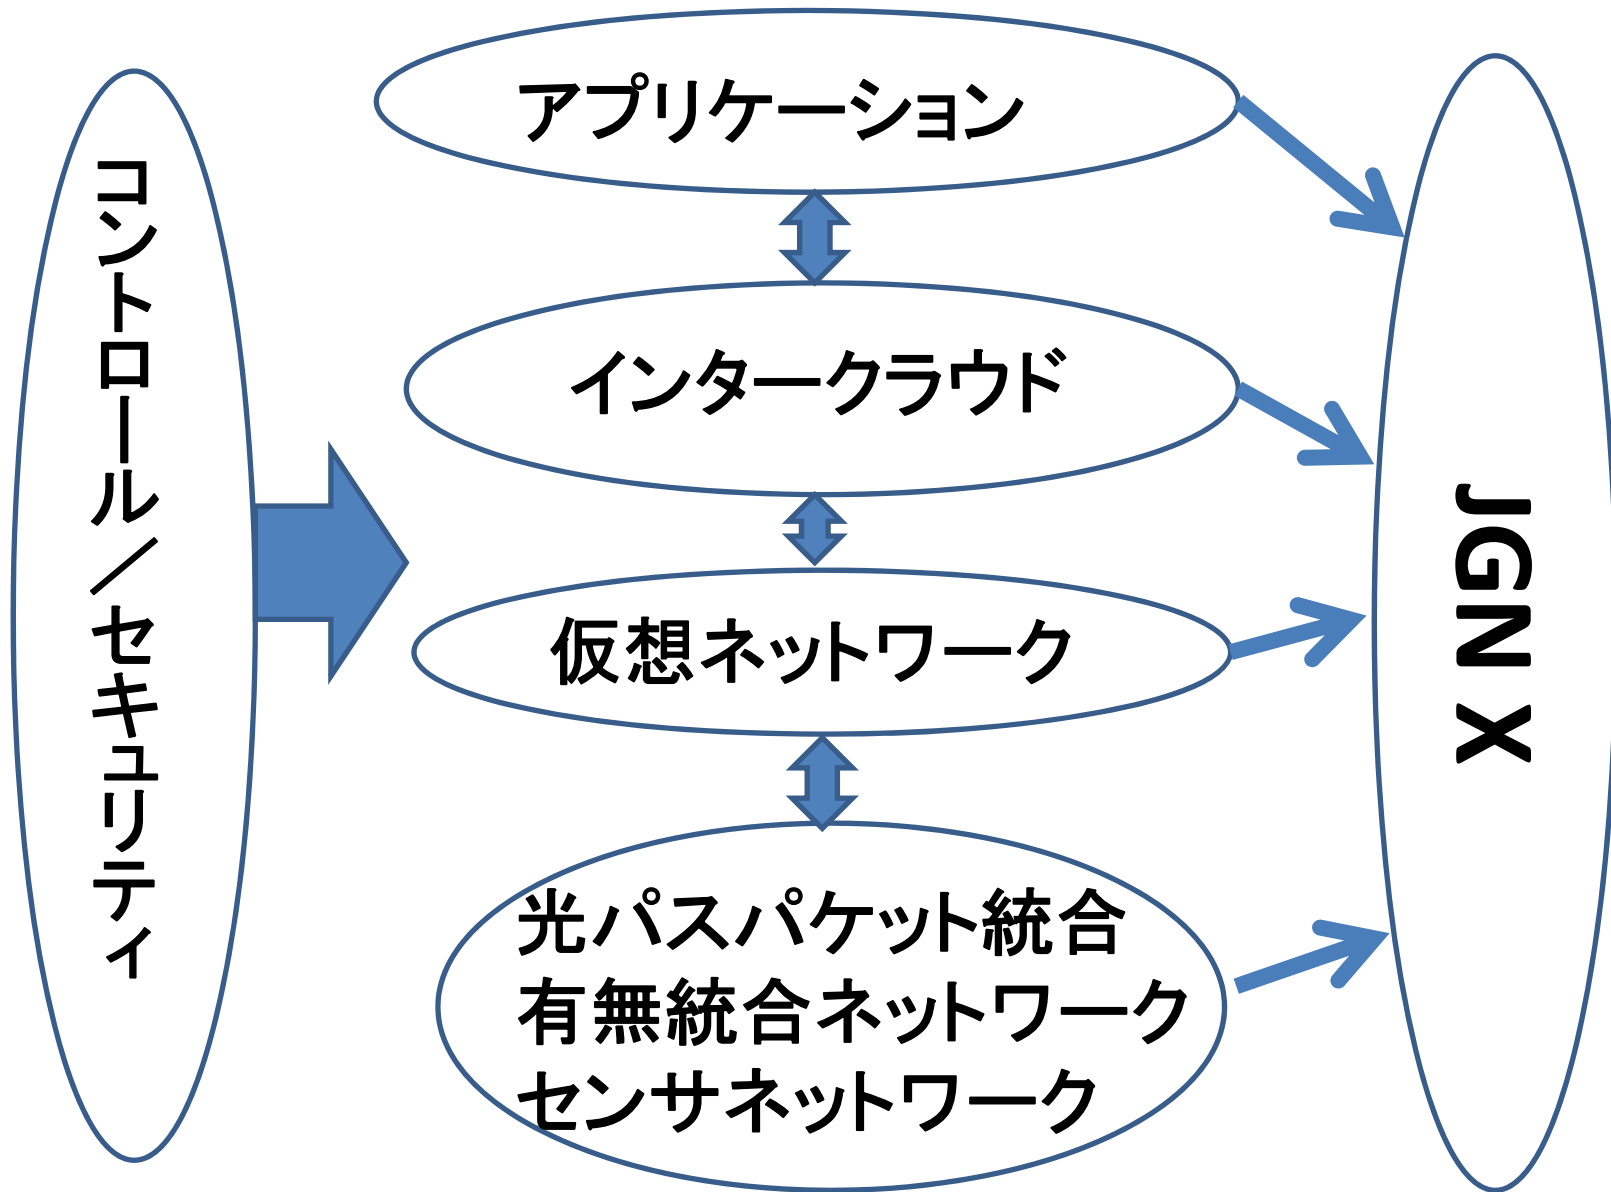 コントロール／セキュリティ
アプリケーション
インタークラウド
仮想ネットワーク
光パスパケット統合
有無統合ネットワーク
センサネットワーク
JGN X